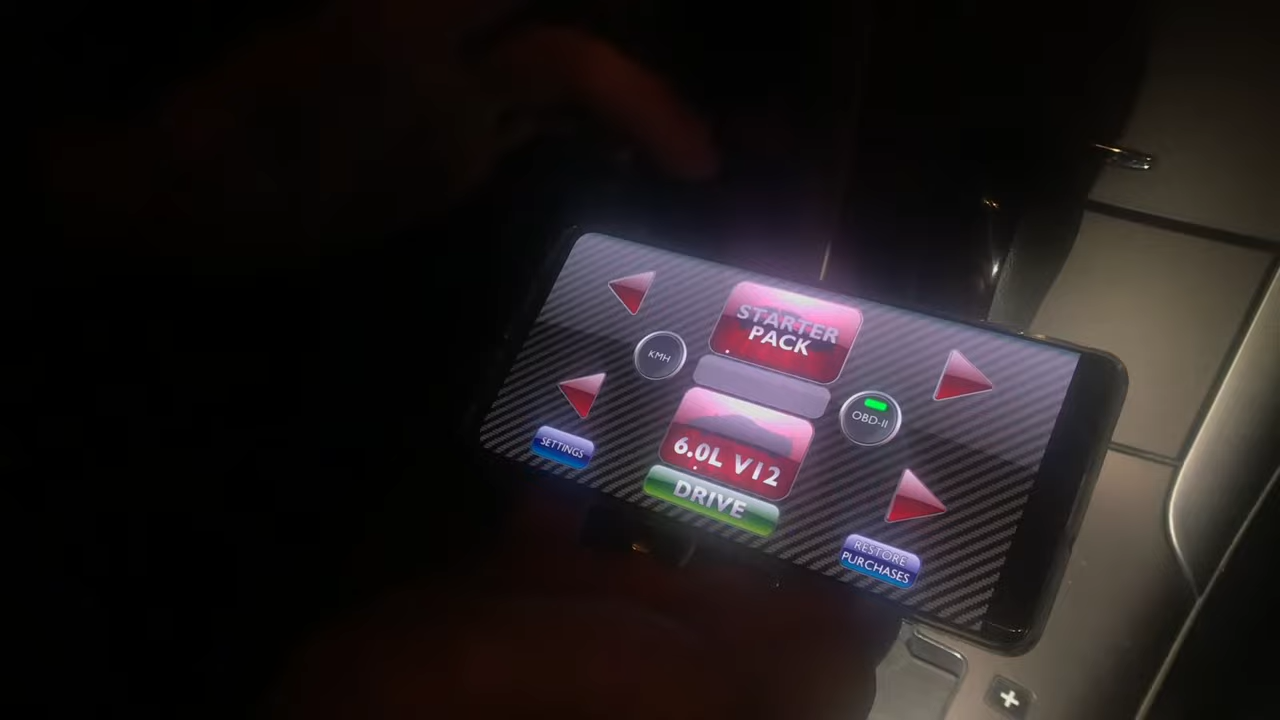 STARTER
PACK
KMH
OBD-II
SETTINGS
6.0L V12
DRIVE
RESTORE
PURCHASES
+